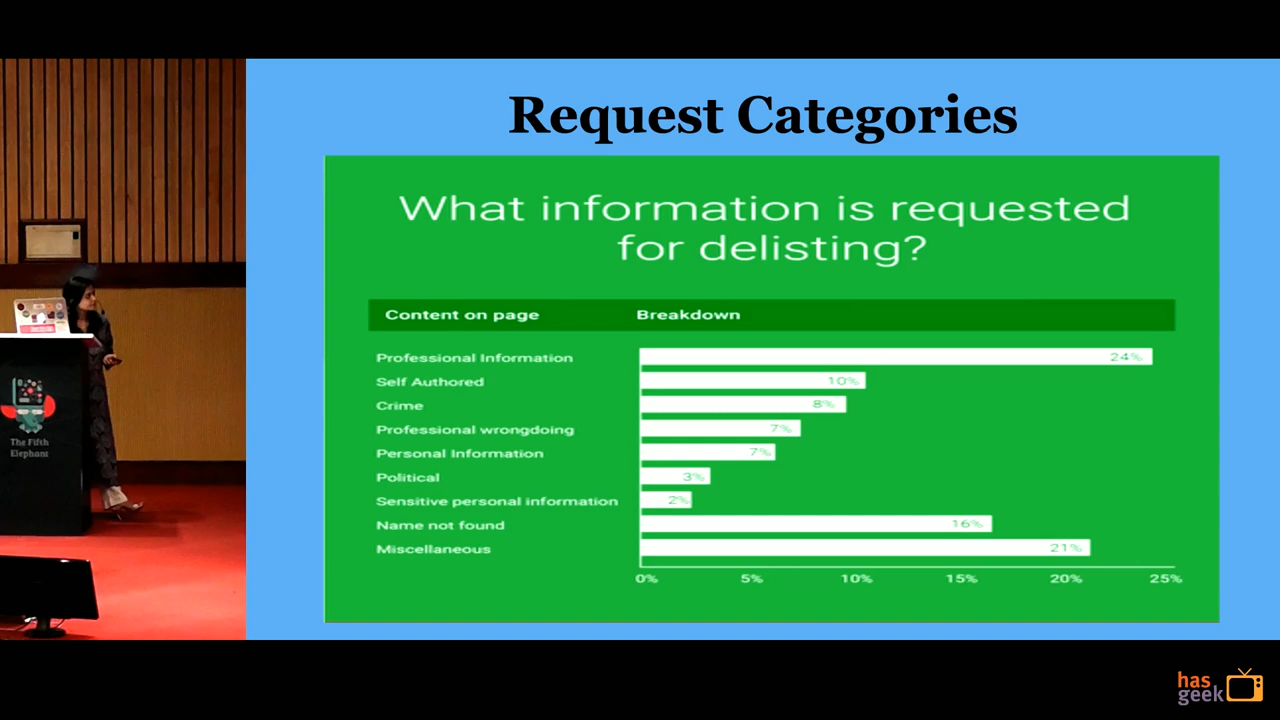 Request Categories
What information is requested
for delisting?
Content on page Breakdown
Professional Information 24%
Self Authored 10%
Crime 8%
Professional wrongdoing 7%
Personal Information 7%
Political 3%
Sensitive personal information 2%
Name not found 16%
Miscellaneous 21%
0% 5% 10% 15% 20% 25%
The Fifth
Elephant
has
geek